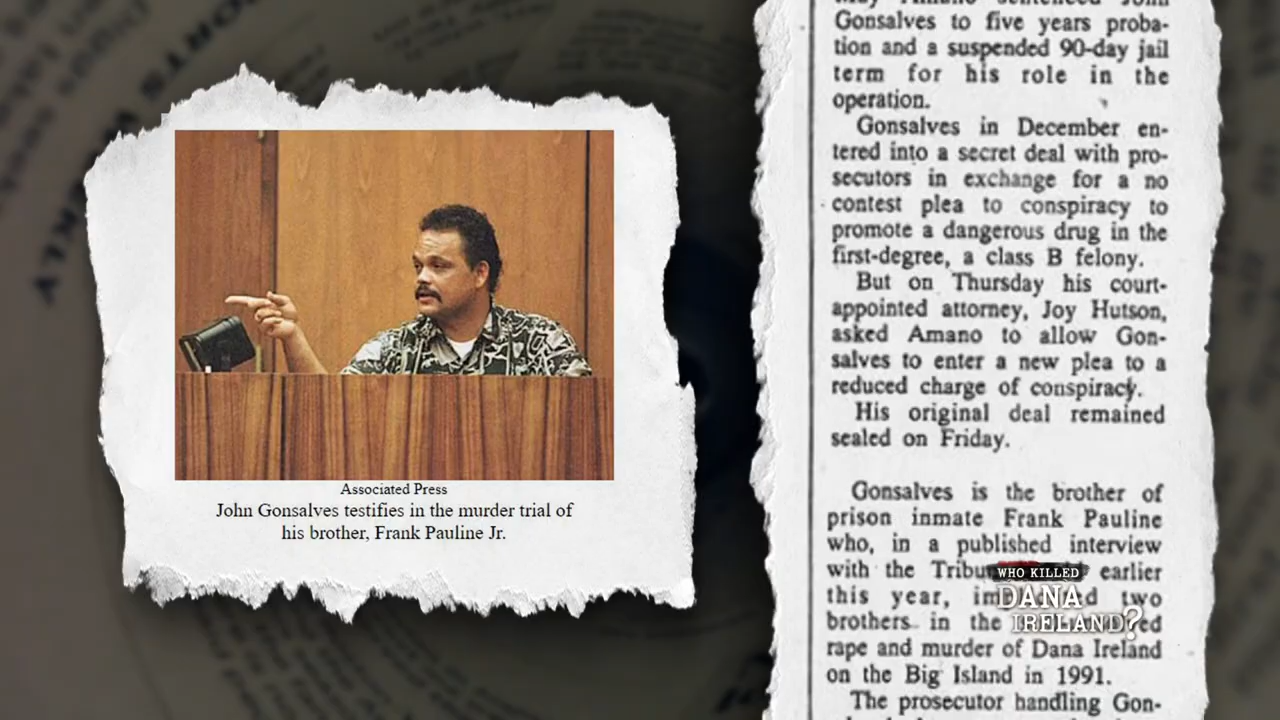 Associated Press
John Gonsalves testifies in the murder trial of
his brother, Frank Pauline Jr.
May Amano sentenced John
Gonsalves to five years proba-
tion and a suspended 90-day jail
term for his role in the
operation.
Gonsalves in December en-
tered into a secret deal with pro-
secutors in exchange for a no
contest plea to conspiracy to
promote a dangerous drug in the
first-degree, a class B felony.
But on Thursday his court-
appointed attorney, Joy Hutson,
asked Amano to allow Gon-
salves to enter a new plea to a
reduced charge of conspiracy.
His original deal remained
sealed on Friday.
Gonsalves is the brother of
prison inmate Frank Pauline
who, in a published interview
with the earlier
this year, two
brothers in the
rape and murder of Dana Ireland
on the Big Island in 1991.
The prosecutor handling Gon-
WHO KILLED
DANA
IRELAND?